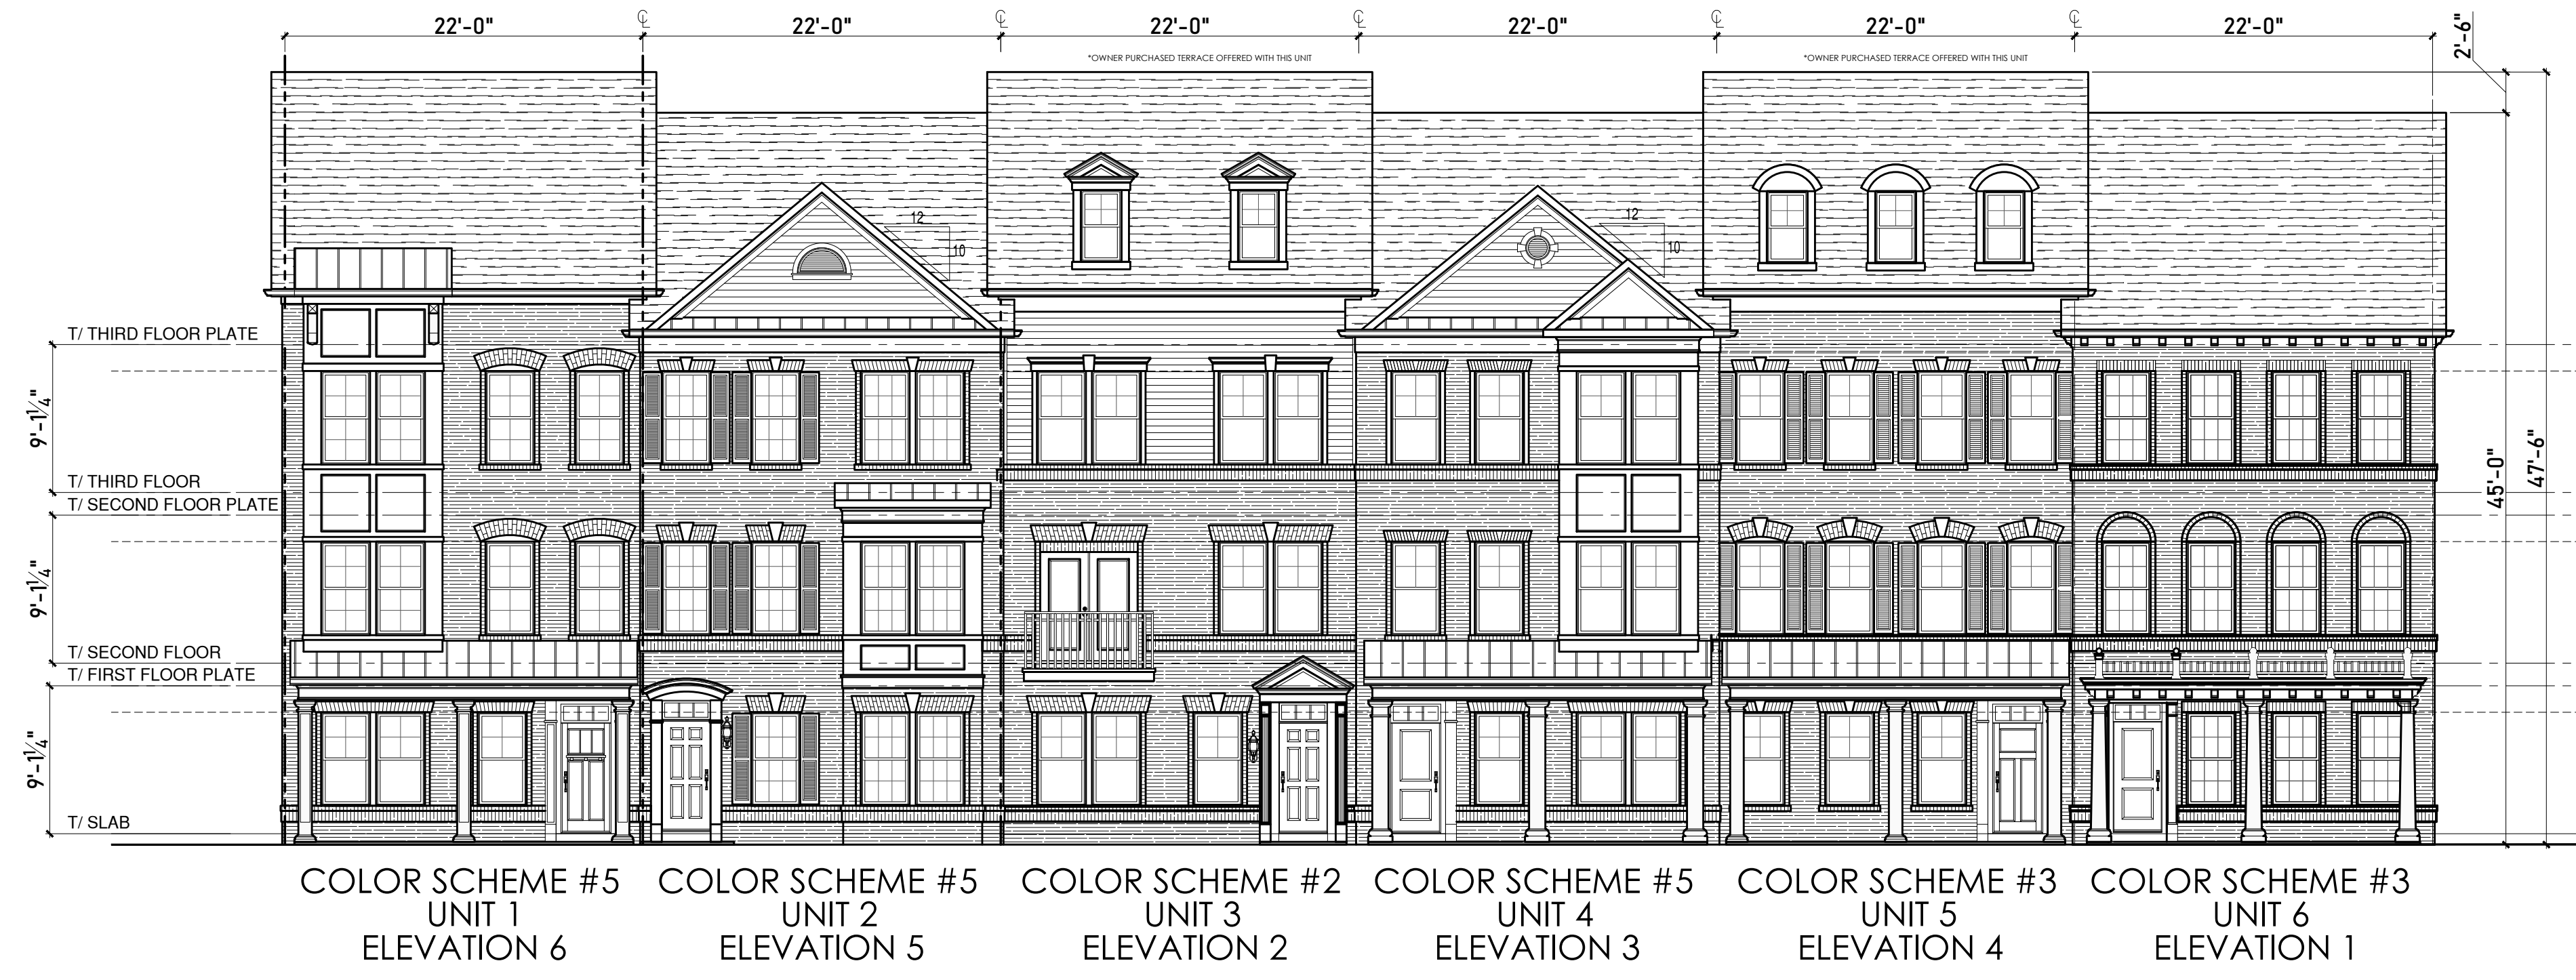 22'-0" 22'-0" 22'-0" 22'-0" 22'-0" 22'-0"
℄ ℄ ℄ ℄ ℄
2'-6"
*OWNER PURCHASED TERRACE OFFERED WITH THIS UNIT
*OWNER PURCHASED TERRACE OFFERED WITH THIS UNIT
12
10
12
10
T/ THIRD FLOOR PLATE
9'-1¼"
T/ THIRD FLOOR
T/ SECOND FLOOR PLATE
9'-1¼"
T/ SECOND FLOOR
T/ FIRST FLOOR PLATE
9'-1¼"
T/ SLAB
45'-0"
47'-6"
COLOR SCHEME #5
UNIT 1
ELEVATION 6
COLOR SCHEME #5
UNIT 2
ELEVATION 5
COLOR SCHEME #2
UNIT 3
ELEVATION 2
COLOR SCHEME #5
UNIT 4
ELEVATION 3
COLOR SCHEME #3
UNIT 5
ELEVATION 4
COLOR SCHEME #3
UNIT 6
ELEVATION 1